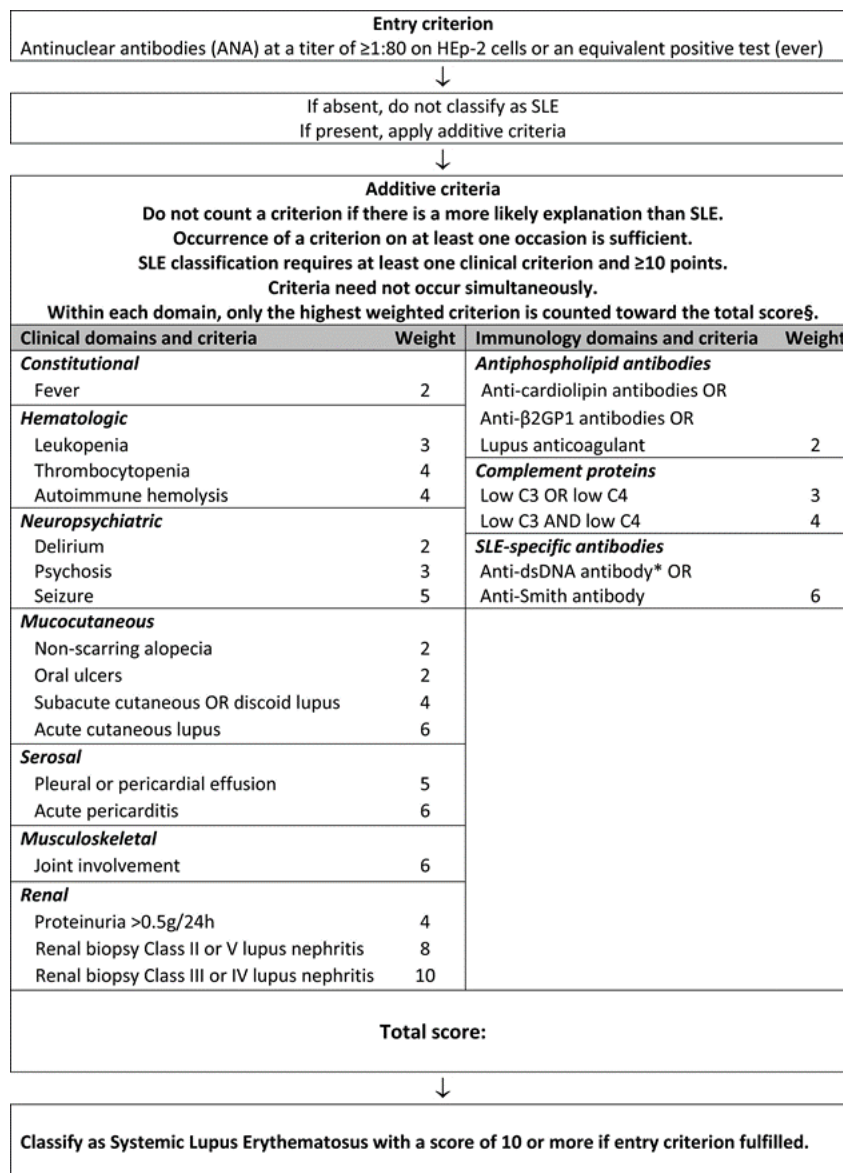 Entry criterion
Antinuclear antibodies (ANA) at a titer of ≥1:80 on HEp-2 cells or an equivalent positive test (ever)
↓
If absent, do not classify as SLE
If present, apply additive criteria
↓
Additive criteria
Do not count a criterion if there is a more likely explanation than SLE.
Occurrence of a criterion on at least one occasion is sufficient.
SLE classification requires at least one clinical criterion and ≥10 points.
Criteria need not occur simultaneously.
Within each domain, only the highest weighted criterion is counted toward the total score§.
Clinical domains and criteria Weight
Constitutional
Fever 2
Hematologic
Leukopenia 3
Thrombocytopenia 4
Autoimmune hemolysis 4
Neuropsychiatric
Delirium 2
Psychosis 3
Seizure 5
Mucocutaneous
Non-scarring alopecia 2
Oral ulcers 2
Subacute cutaneous OR discoid lupus 4
Acute cutaneous lupus 6
Serosal
Pleural or pericardial effusion 5
Acute pericarditis 6
Musculoskeletal
Joint involvement 6
Renal
Proteinuria >0.5g/24h 4
Renal biopsy Class II or V lupus nephritis 8
Renal biopsy Class III or IV lupus nephritis 10
Immunology domains and criteria Weight
Antiphospholipid antibodies
Anti-cardiolipin antibodies OR
Anti-β2GP1 antibodies OR
Lupus anticoagulant 2
Complement proteins
Low C3 OR low C4 3
Low C3 AND low C4 4
SLE-specific antibodies
Anti-dsDNA antibody* OR
Anti-Smith antibody 6
Total score:
↓
Classify as Systemic Lupus Erythematosus with a score of 10 or more if entry criterion fulfilled.